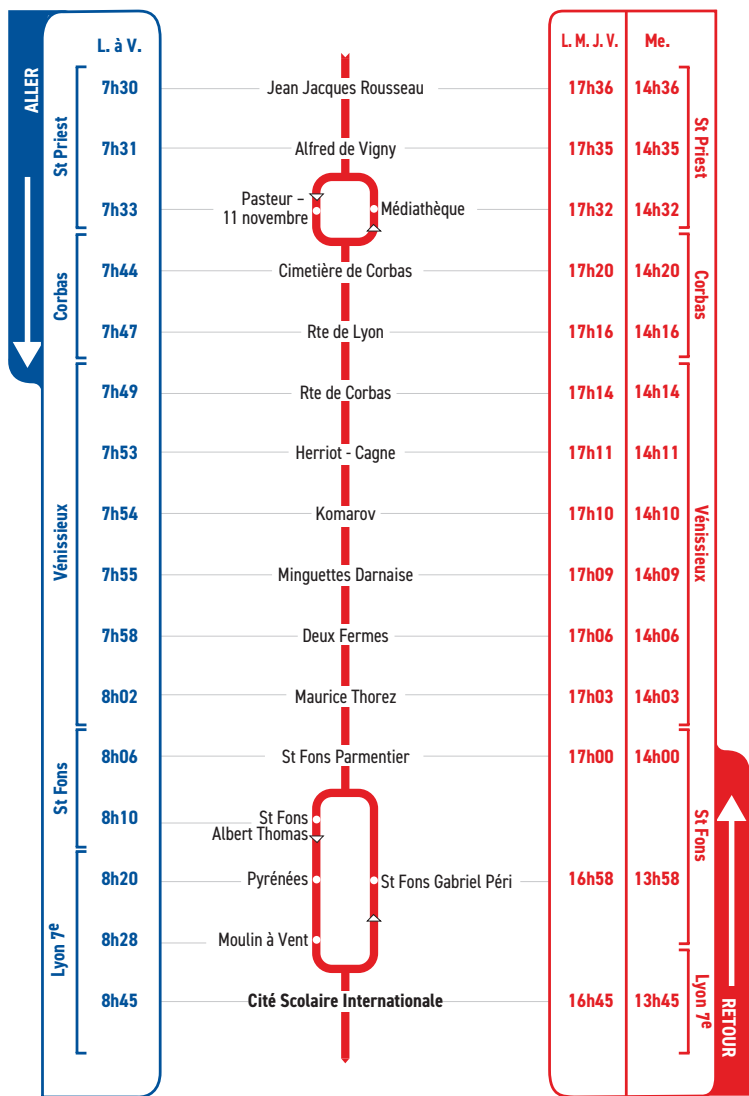 ALLER
L. à V.
L. M. J. V.
Me.
St Priest
7h30
Jean Jacques Rousseau
17h36
14h36
St Priest
7h31
Alfred de Vigny
17h35
14h35
7h33
Pasteur –
11 novembre
Médiathèque
17h32
14h32
Corbas
7h44
Cimetière de Corbas
17h20
14h20
Corbas
7h47
Rte de Lyon
17h16
14h16
Vénissieux
7h49
Rte de Corbas
17h14
14h14
Vénissieux
7h53
Herriot - Cagne
17h11
14h11
7h54
Komarov
17h10
14h10
7h55
Minguettes Darnaise
17h09
14h09
7h58
Deux Fermes
17h06
14h06
8h02
Maurice Thorez
17h03
14h03
St Fons
8h06
St Fons Parmentier
17h00
14h00
St Fons
8h10
St Fons
Albert Thomas
Lyon 7e
8h20
Pyrénées
St Fons Gabriel Péri
16h58
13h58
8h28
Moulin à Vent
8h45
Cité Scolaire Internationale
16h45
13h45
Lyon 7e
RETOUR